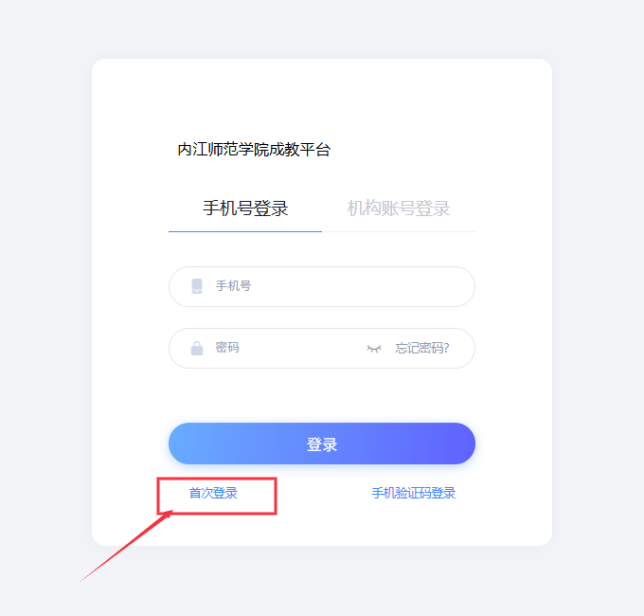 内江师范学院成教平台
手机号登录 机构账号登录
手机号
密码 忘记密码?
登录
首次登录 手机验证码登录